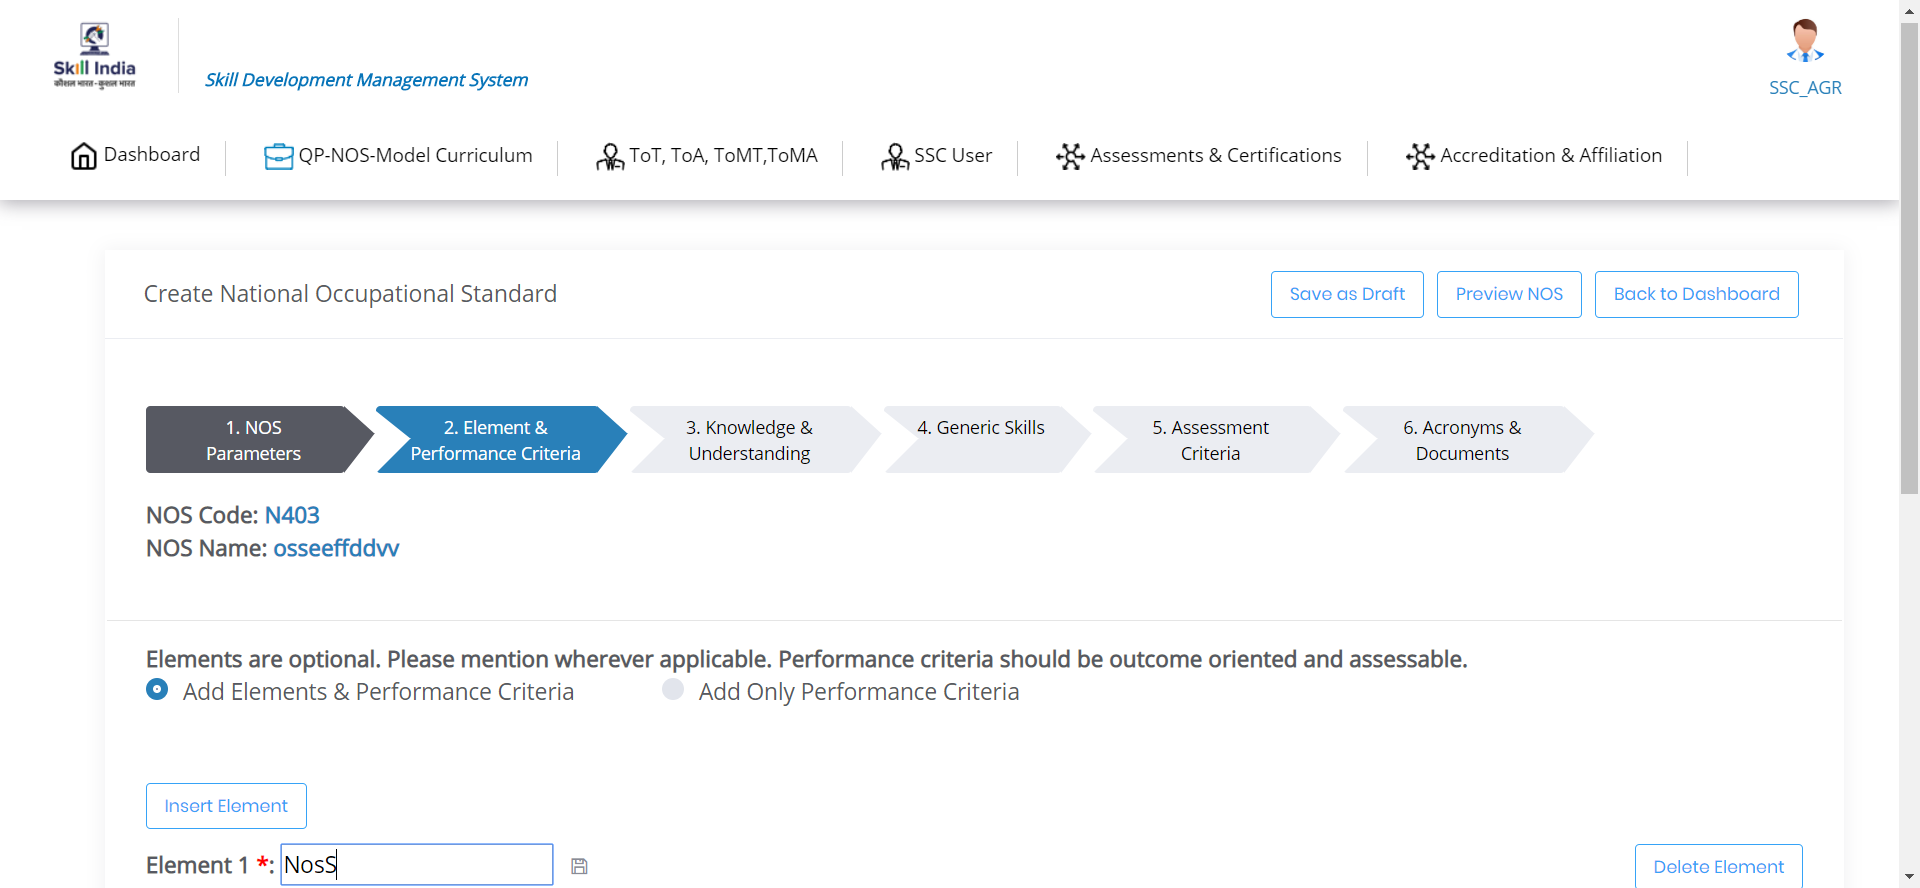 Skill India
कौशल भारत - कुशल भारत
Skill Development Management System
SSC_AGR
Dashboard
QP-NOS-Model Curriculum
ToT, ToA, ToMT,ToMA
SSC User
Assessments & Certifications
Accreditation & Affiliation
Create National Occupational Standard
Save as Draft
Preview NOS
Back to Dashboard
1. NOS
Parameters
2. Element &
Performance Criteria
3. Knowledge &
Understanding
4. Generic Skills
5. Assessment
Criteria
6. Acronyms &
Documents
NOS Code: N403
NOS Name: osseeffddvv
Elements are optional. Please mention wherever applicable. Performance criteria should be outcome oriented and assessable.
Add Elements & Performance Criteria
Add Only Performance Criteria
Insert Element
Element 1 *: NosS
Delete Element